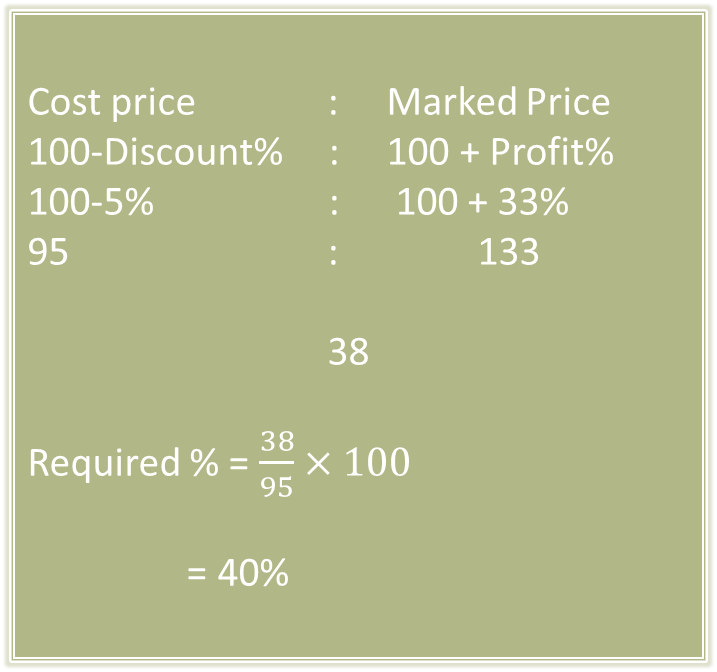 Cost price : Marked Price
100-Discount% : 100 + Profit%
100-5% : 100 + 33%
95 : 133
38
Required % = 38/95 × 100
= 40%